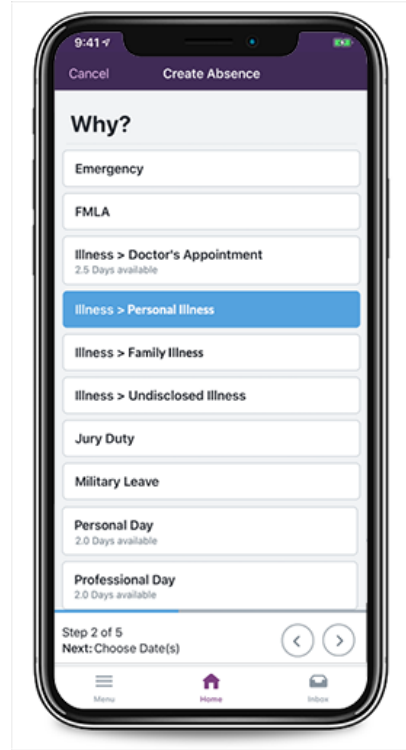 9:41
Cancel Create Absence
Why?
Emergency
FMLA
Illness > Doctor's Appointment
2.5 Days available
Illness > Personal Illness
Illness > Family Illness
Illness > Undisclosed Illness
Jury Duty
Military Leave
Personal Day
2.0 Days available
Professional Day
2.0 Days available
Step 2 of 5
Next: Choose Date(s)
Menu Home Inbox